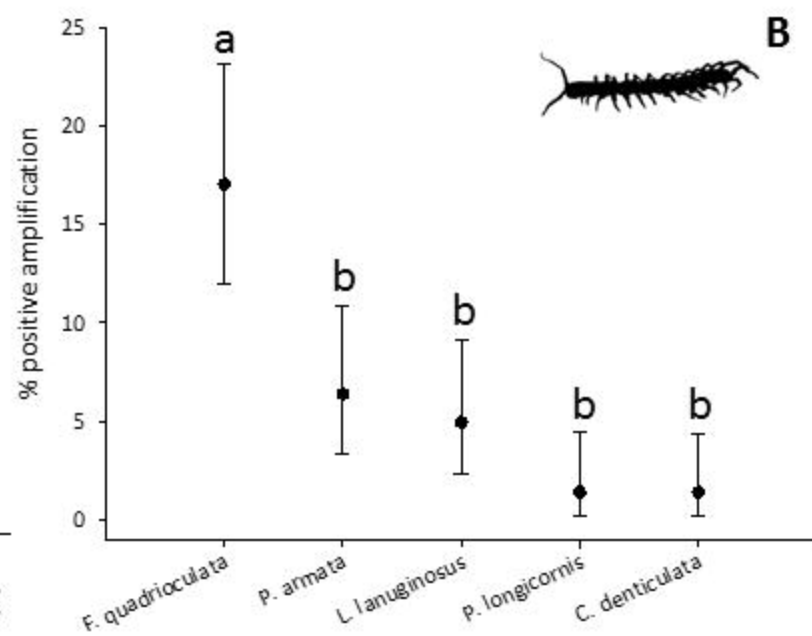 B
25
20
15
10
5
0
% positive amplification
a
b
b
b
b
F. quadrioculata
P. armata
L. lanuginosus
P. longicornis
C. denticulata